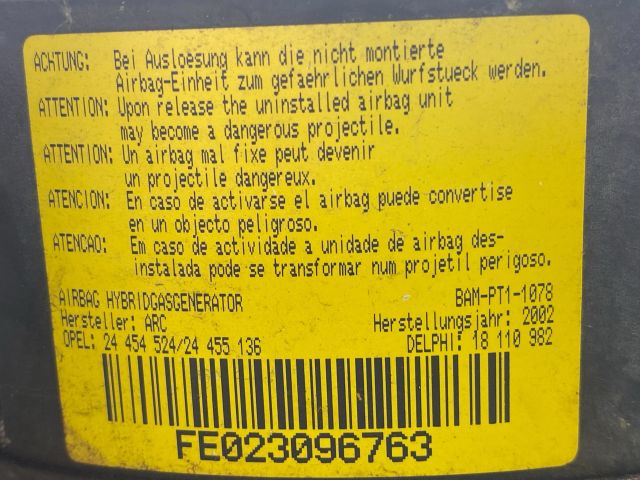 ACHTUNG: Bei Ausloesung kann die nicht montierte
Airbag-Einheit zum gefaehrlichen Wurfstueck werden.
ATTENTION: Upon release the uninstalled airbag unit
may become a dangerous projectile.
ATTENTION: Un airbag mal fixe peut devenir
un projectile dangereux.
ATENCION: En caso de activarse el airbag puede convertise
en un objecto peligroso.
ATENCAO: Em caso de actividade a unidade de airbag des-
instalada pode se transformar num projetil perigoso.
AIRBAG HYBRIDGASGENERATOR BAM-PT1-1078
Hersteller: ARC Herstellungsjahr: 2002
OPEL: 24 454 524/24 455 136 DELPHI: 18 110 982
FE023096763